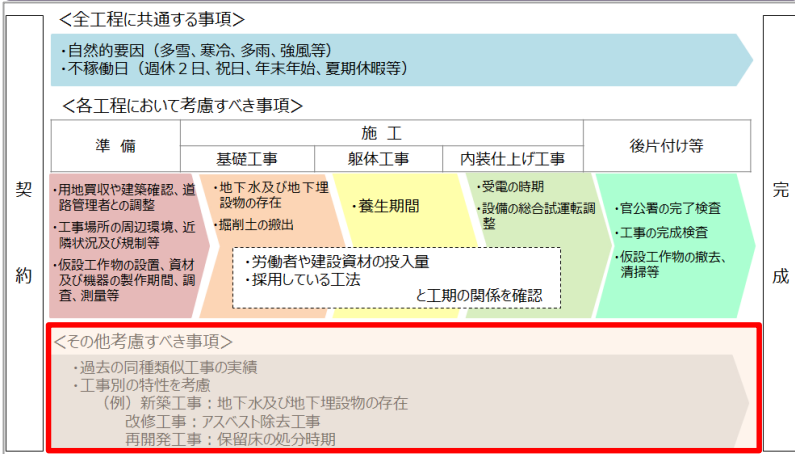 ＜全工程に共通する事項＞
・自然的要因（多雪、寒冷、多雨、強風等）
・不稼働日（週休２日、祝日、年末年始、夏期休暇等）
＜各工程において考慮すべき事項＞
準 備
施 工
後片付け等
基礎工事
躯体工事
内装仕上げ工事
契
約
・用地買収や建築確認、道
路管理者との調整
・工事場所の周辺環境、近
隣状況及び規制等
・仮設工作物の設置、資材
及び機器の製作期間、調
査、測量等
・地下水及び地下埋
設物の存在
・掘削土の搬出
・養生期間
・受電の時期
・設備の総合試運転調
整
・労働者や建設資材の投入量
・採用している工法
と工期の関係を確認
・官公署の完了検査
・工事の完成検査
・仮設工作物の撤去、
清掃等
完
成
＜その他考慮すべき事項＞
・過去の同種類似工事の実績
・工事別の特性を考慮
（例）新築工事：地下水及び地下埋設物の存在
改修工事：アスベスト除去工事
再開発工事：保留床の処分時期